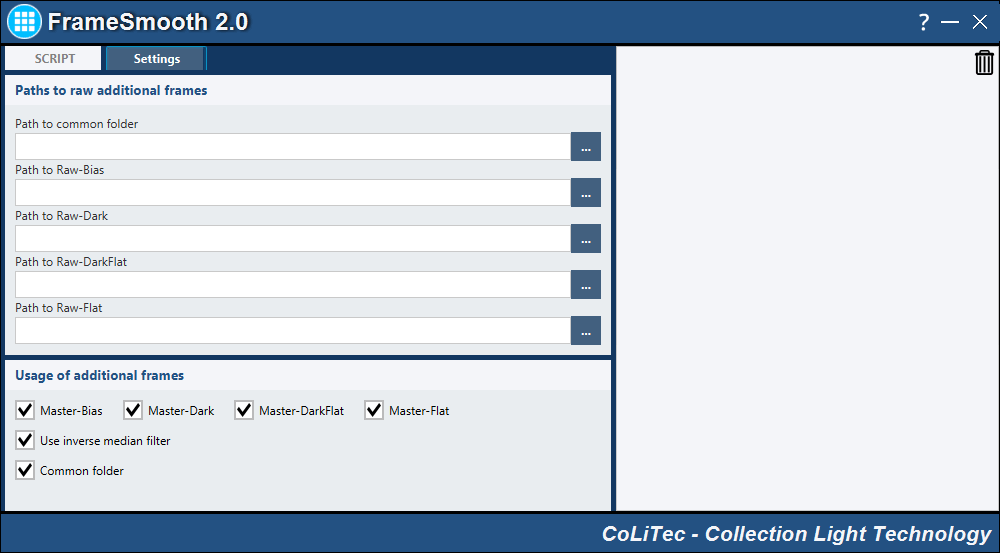 FrameSmooth 2.0
?
SCRIPT Settings
Paths to raw additional frames
Path to common folder
...
Path to Raw-Bias
...
Path to Raw-Dark
...
Path to Raw-DarkFlat
...
Path to Raw-Flat
...
Usage of additional frames
Master-Bias Master-Dark Master-DarkFlat Master-Flat
Use inverse median filter
Common folder
CoLiTec - Collection Light Technology